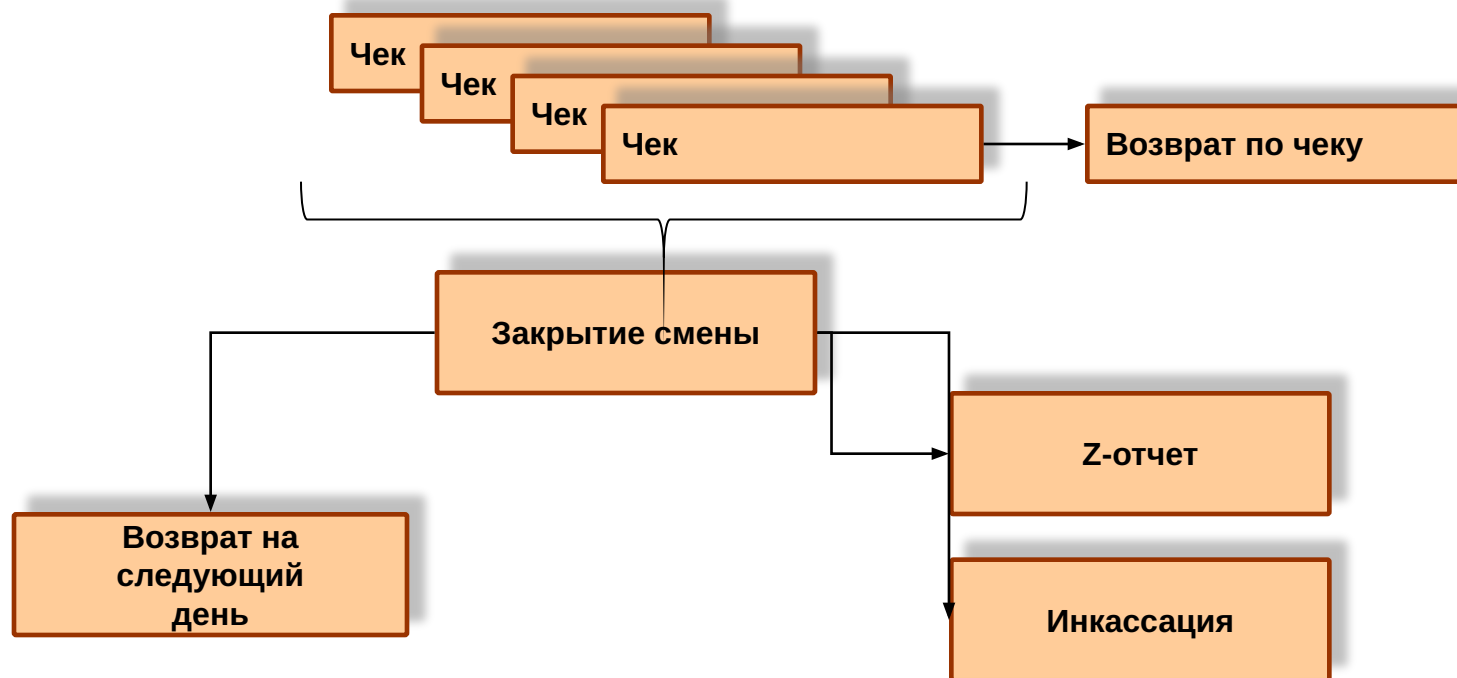 Чек
Чек
Чек
Чек
Возврат по чеку
Закрытие смены
Z-отчет
Возврат на
следующий
день
Инкассация